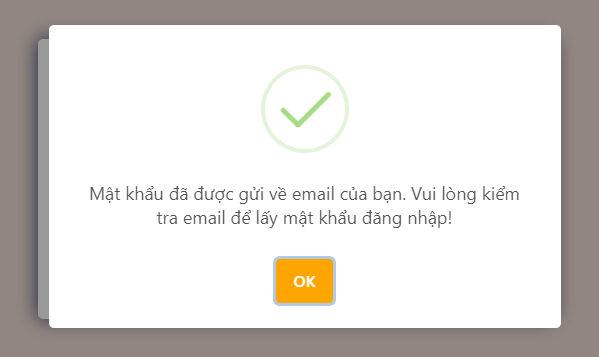 Mật khẩu đã được gửi về email của bạn. Vui lòng kiểm
tra email để lấy mật khẩu đăng nhập!
OK